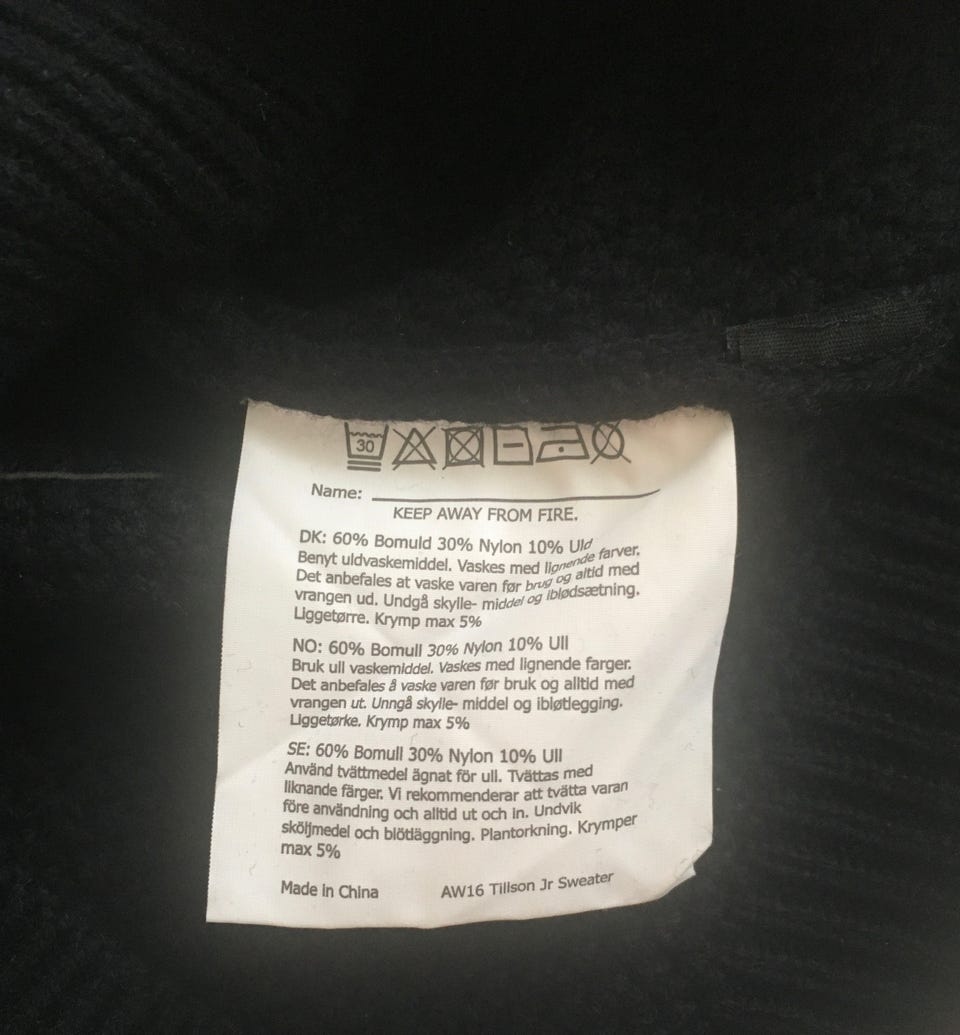 30
Name:
KEEP AWAY FROM FIRE.
DK: 60% Bomuld 30% Nylon 10% Uld
Benyt uldvaskemiddel. Vaskes med lignende farver.
Det anbefales at vaske varen før brug og altid med
vrangen ud. Undgå skylle- middel og iblødsætning.
Liggetørre. Krymp max 5%
NO: 60% Bomull 30% Nylon 10% Ull
Bruk ull vaskemiddel. Vaskes med lignende farger.
Det anbefales å vaske varen før bruk og alltid med
vrangen ut. Unngå skylle- middel og ibløtlegging.
Liggetørke. Krymp max 5%
SE: 60% Bomull 30% Nylon 10% Ull
Använd tvättmedel ägnat för ull. Tvättas med
liknande färger. Vi rekommenderar att tvätta varan
före användning och alltid ut och in. Undvik
sköljmedel och blötläggning. Plantorkning. Krymper
max 5%
Made in China AW16 Tillson Jr Sweater